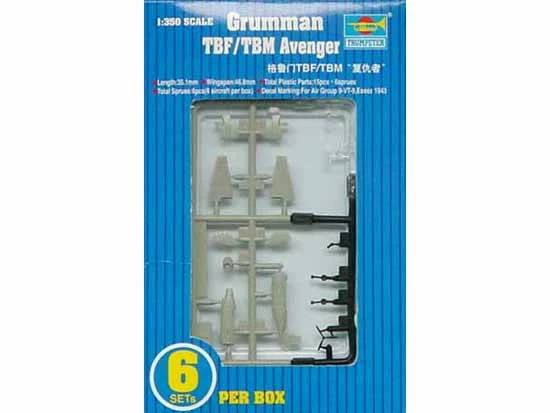 1:350 SCALE
Grumman
TBF/TBM Avenger
格鲁门TBF/TBM “复仇者”
TRUMPETER
Length:35.1mm Wingspan:46.8mm Total Plastic Parts:15pcs
Total Sprues:6pcs(6 aircraft per box) Decal Marking For Air Group 9-VT-9,Essex 1943
6
SETs
PER BOX